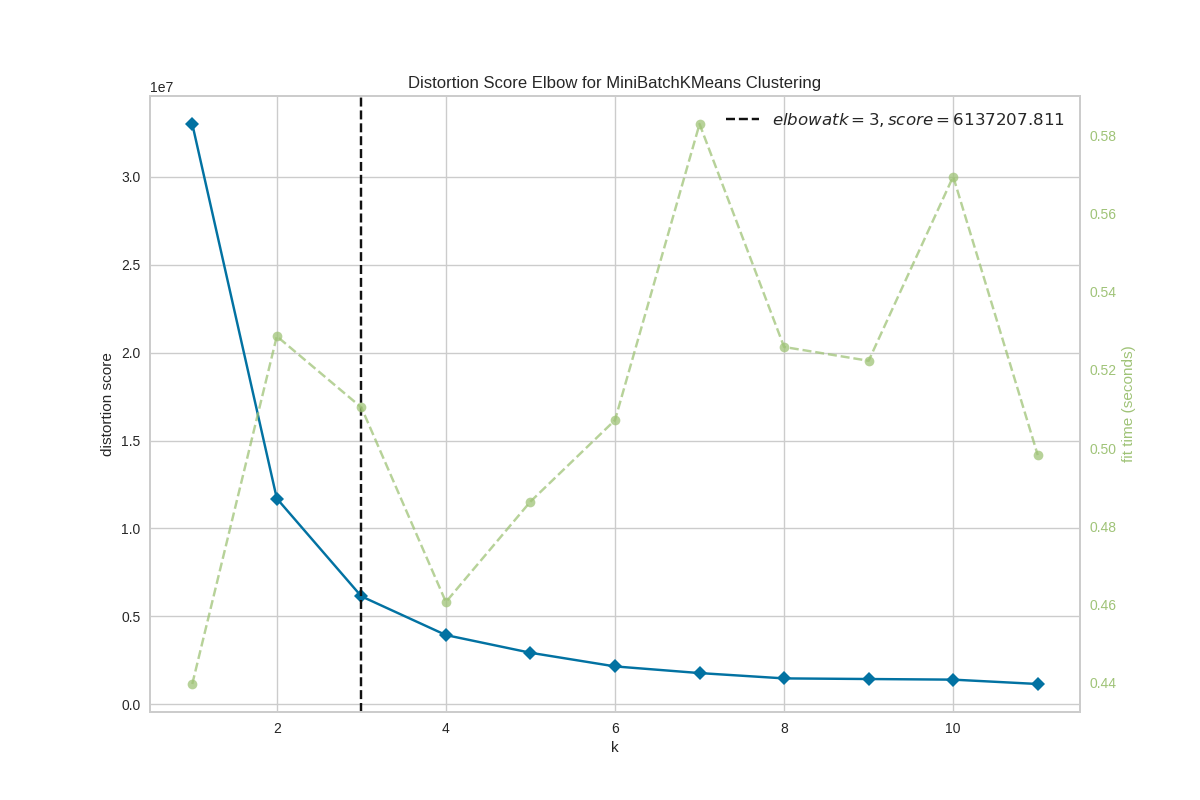 Distortion Score Elbow for MiniBatchKMeans Clustering
1e7
elbowatk = 3, score = 6137207.811
3.0
2.5
2.0
1.5
1.0
0.5
0.0
distortion score
0.58
0.56
0.54
0.52
0.50
0.48
0.46
0.44
fit time (seconds)
2 4 6 8 10
k